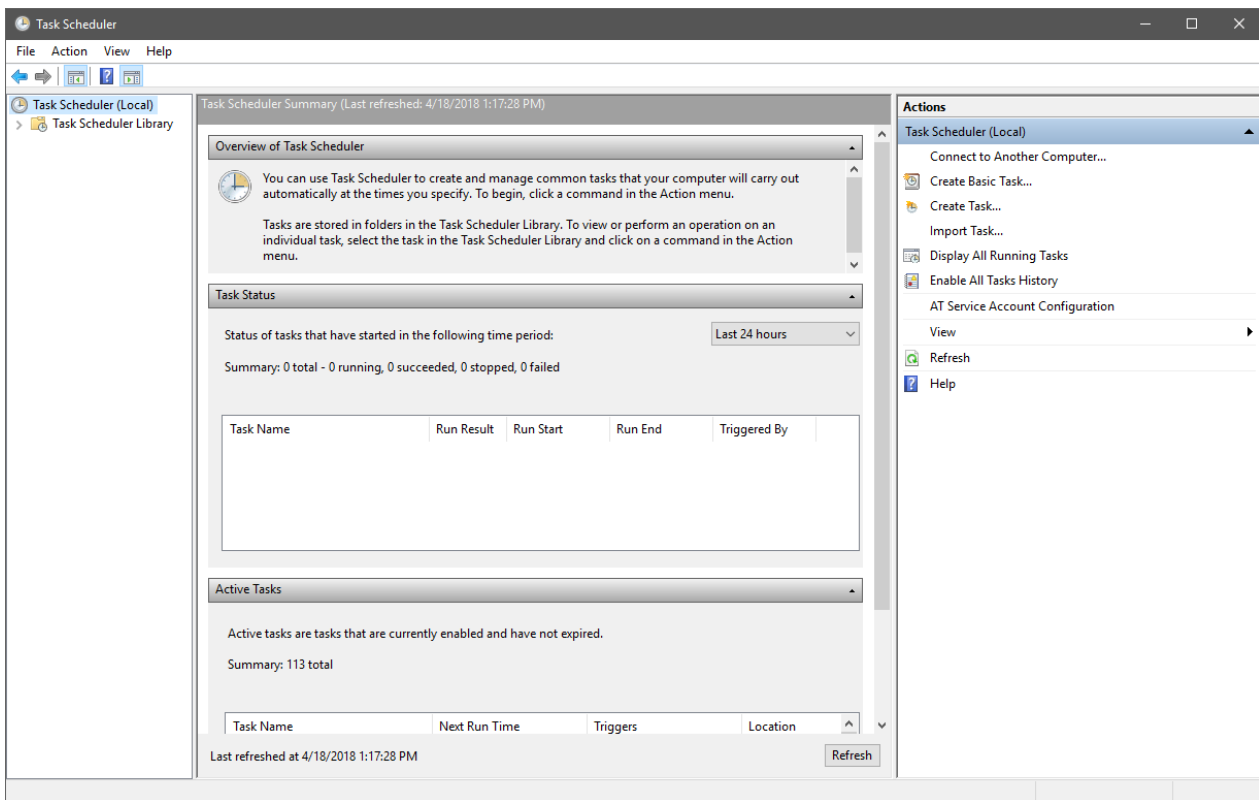 Task Scheduler
File Action View Help
Task Scheduler (Local)
Task Scheduler Library
Task Scheduler Summary (Last refreshed: 4/18/2018 1:17:28 PM)
Overview of Task Scheduler
You can use Task Scheduler to create and manage common tasks that your computer will carry out
automatically at the times you specify. To begin, click a command in the Action menu.
Tasks are stored in folders in the Task Scheduler Library. To view or perform an operation on an
individual task, select the task in the Task Scheduler Library and click on a command in the Action
menu.
Task Status
Status of tasks that have started in the following time period:
Last 24 hours
Summary: 0 total - 0 running, 0 succeeded, 0 stopped, 0 failed
Task Name Run Result Run Start Run End Triggered By
Active Tasks
Active tasks are tasks that are currently enabled and have not expired.
Summary: 113 total
Task Name Next Run Time Triggers Location
Last refreshed at 4/18/2018 1:17:28 PM
Refresh
Actions
Task Scheduler (Local)
Connect to Another Computer...
Create Basic Task...
Create Task...
Import Task...
Display All Running Tasks
Enable All Tasks History
AT Service Account Configuration
View
Refresh
Help